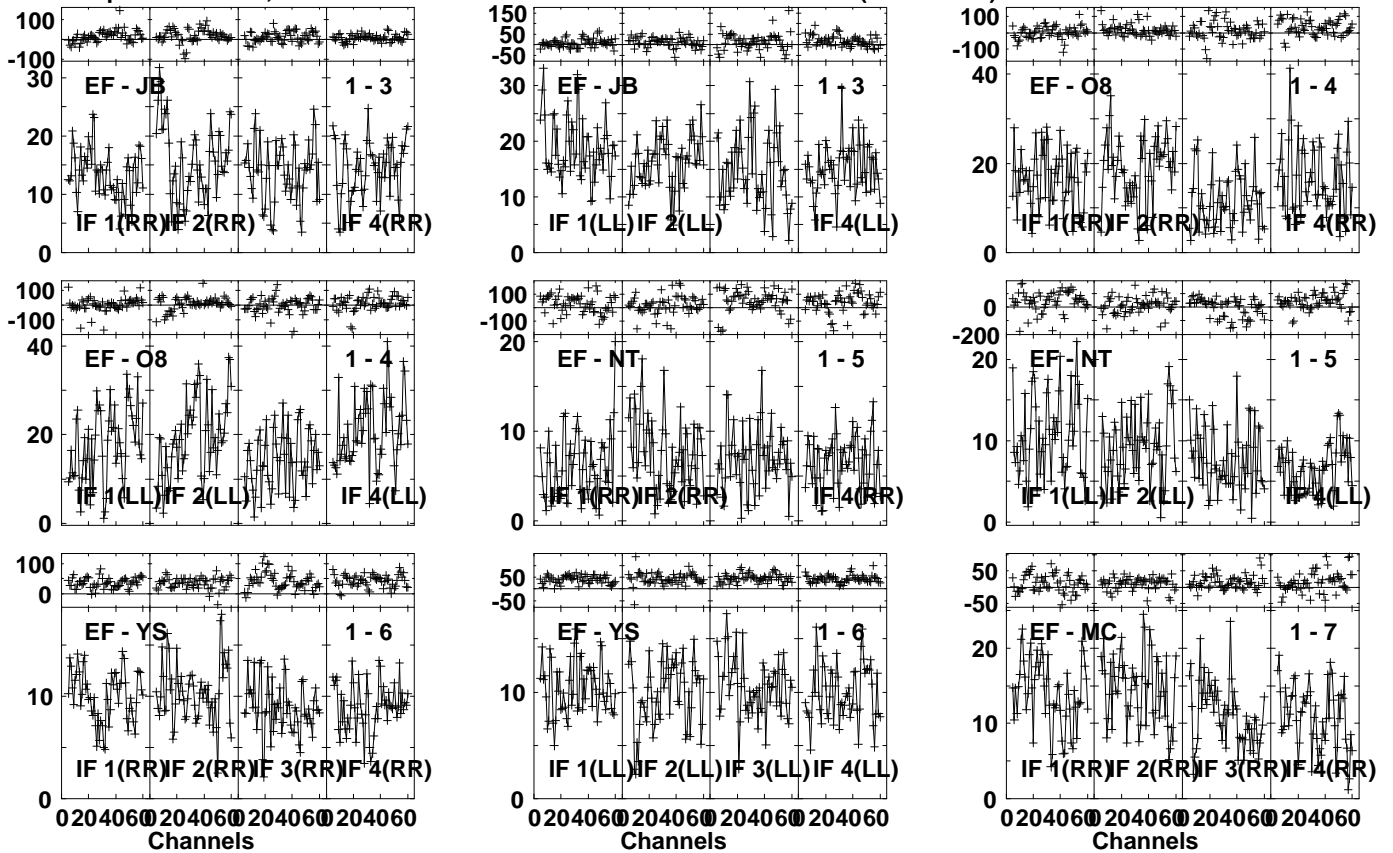 100 150 100
-100 50 -100
-50
30 EF - JB 1 - 3 30 EF - JB 1 - 3 40 EF - O8 1 - 4
20 20 20
10 10
IF 1(RR) IF 2(RR) IF 4(RR) IF 1(LL) IF 2(LL) IF 4(LL) IF 1(RR) IF 2(RR) IF 4(RR)
0 0 0
100 100 0
-100 -100 -200
40 EF - O8 1 - 4 20 EF - NT 1 - 5 20 EF - NT 1 - 5
20 10 10
IF 1(LL) IF 2(LL) IF 4(LL) IF 1(RR) IF 2(RR) IF 4(RR) IF 1(LL) IF 2(LL) IF 4(LL)
0 0 0
100 50 50
0 -50 -50
EF - YS 1 - 6 EF - YS 1 - 6 EF - MC 1 - 7
20
10 10 10
IF 1(RR) IF 2(RR) IF 3(RR) IF 4(RR) IF 1(LL) IF 2(LL) IF 3(LL) IF 4(LL) IF 1(RR) IF 2(RR) IF 3(RR) IF 4(RR)
0 0 0
0 20 40 60 0 20 40 60 0 20 40 60 0 20 40 60 0 20 40 60 0 20 40 60 0 20 40 60 0 20 40 60 0 20 40 60 0 20 40 60 0 20 40 60 0 20 40 60
Channels Channels Channels